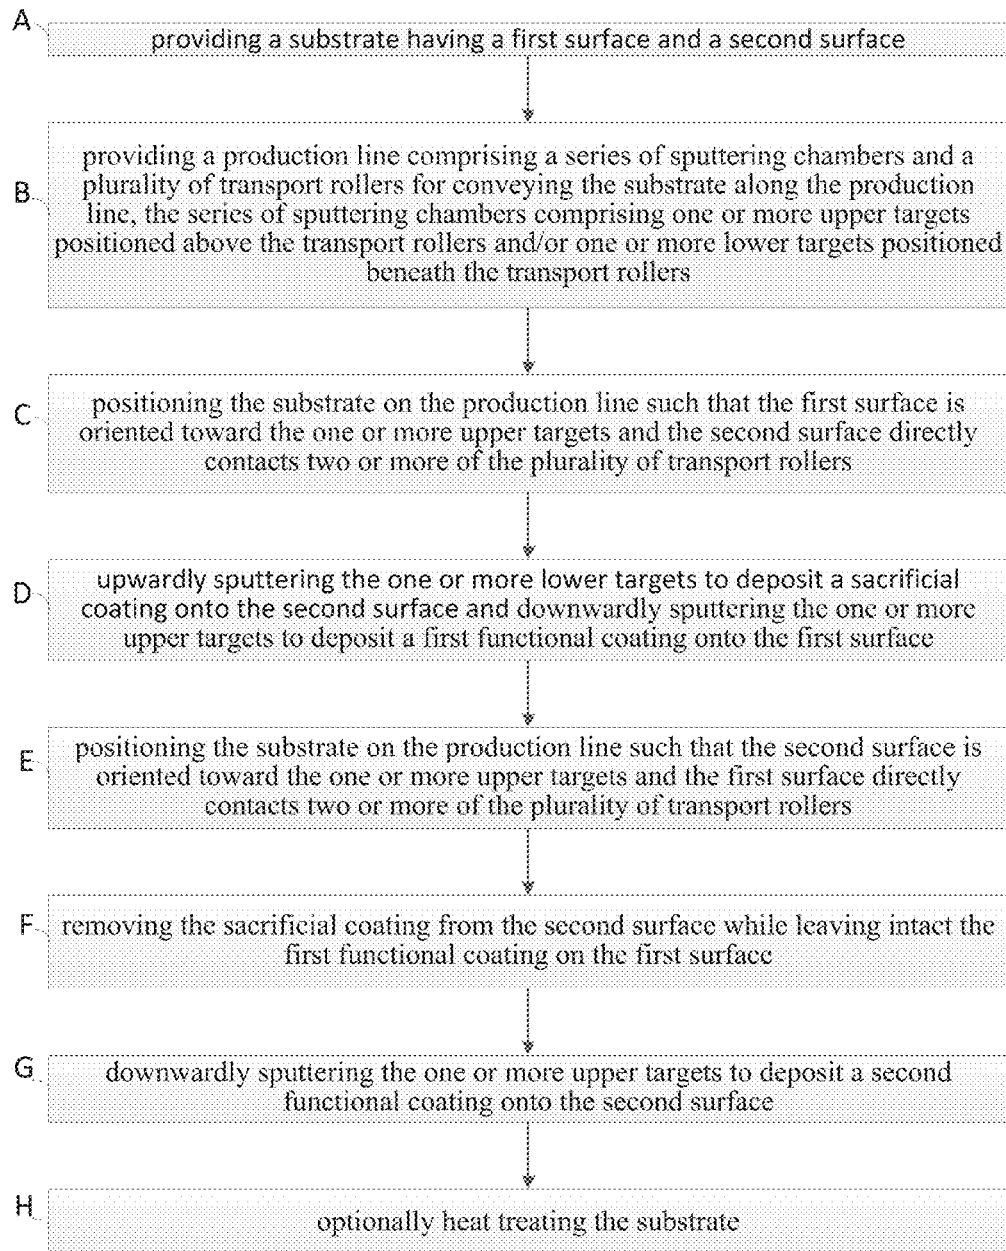 A
providing a substrate having a first surface and a second surface
B
providing a production line comprising a series of sputtering chambers and a
plurality of transport rollers for conveying the substrate along the production
line, the series of sputtering chambers comprising one or more upper targets
positioned above the transport rollers and/or one or more lower targets positioned
beneath the transport rollers
C
positioning the substrate on the production line such that the first surface is
oriented toward the one or more upper targets and the second surface directly
contacts two or more of the plurality of transport rollers
D
upwardly sputtering the one or more lower targets to deposit a sacrificial
coating onto the second surface and downwardly sputtering the one or more
upper targets to deposit a first functional coating onto the first surface
E
positioning the substrate on the production line such that the second surface is
oriented toward the one or more upper targets and the first surface directly
contacts two or more of the plurality of transport rollers
F
removing the sacrificial coating from the second surface while leaving intact the
first functional coating on the first surface
G
downwardly sputtering the one or more upper targets to deposit a second
functional coating onto the second surface
H
optionally heat treating the substrate